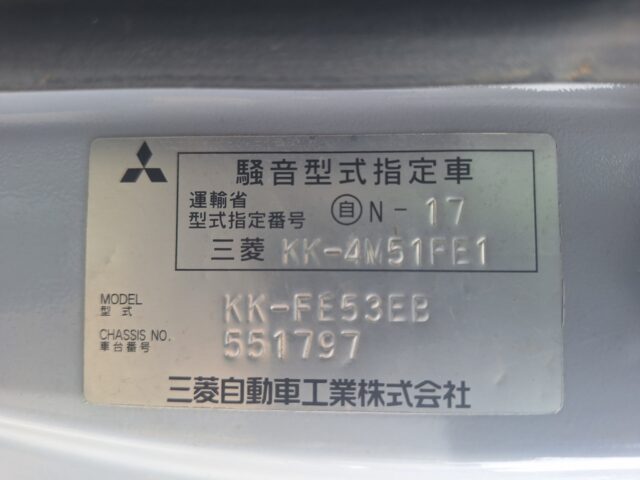 騒音型式指定車
運輸省
型式指定番号 自N-17
三菱 KK-4M51FE1
MODEL KK-FE53EB
型式
CHASSIS NO. 551797
車台番号
三菱自動車工業株式会社